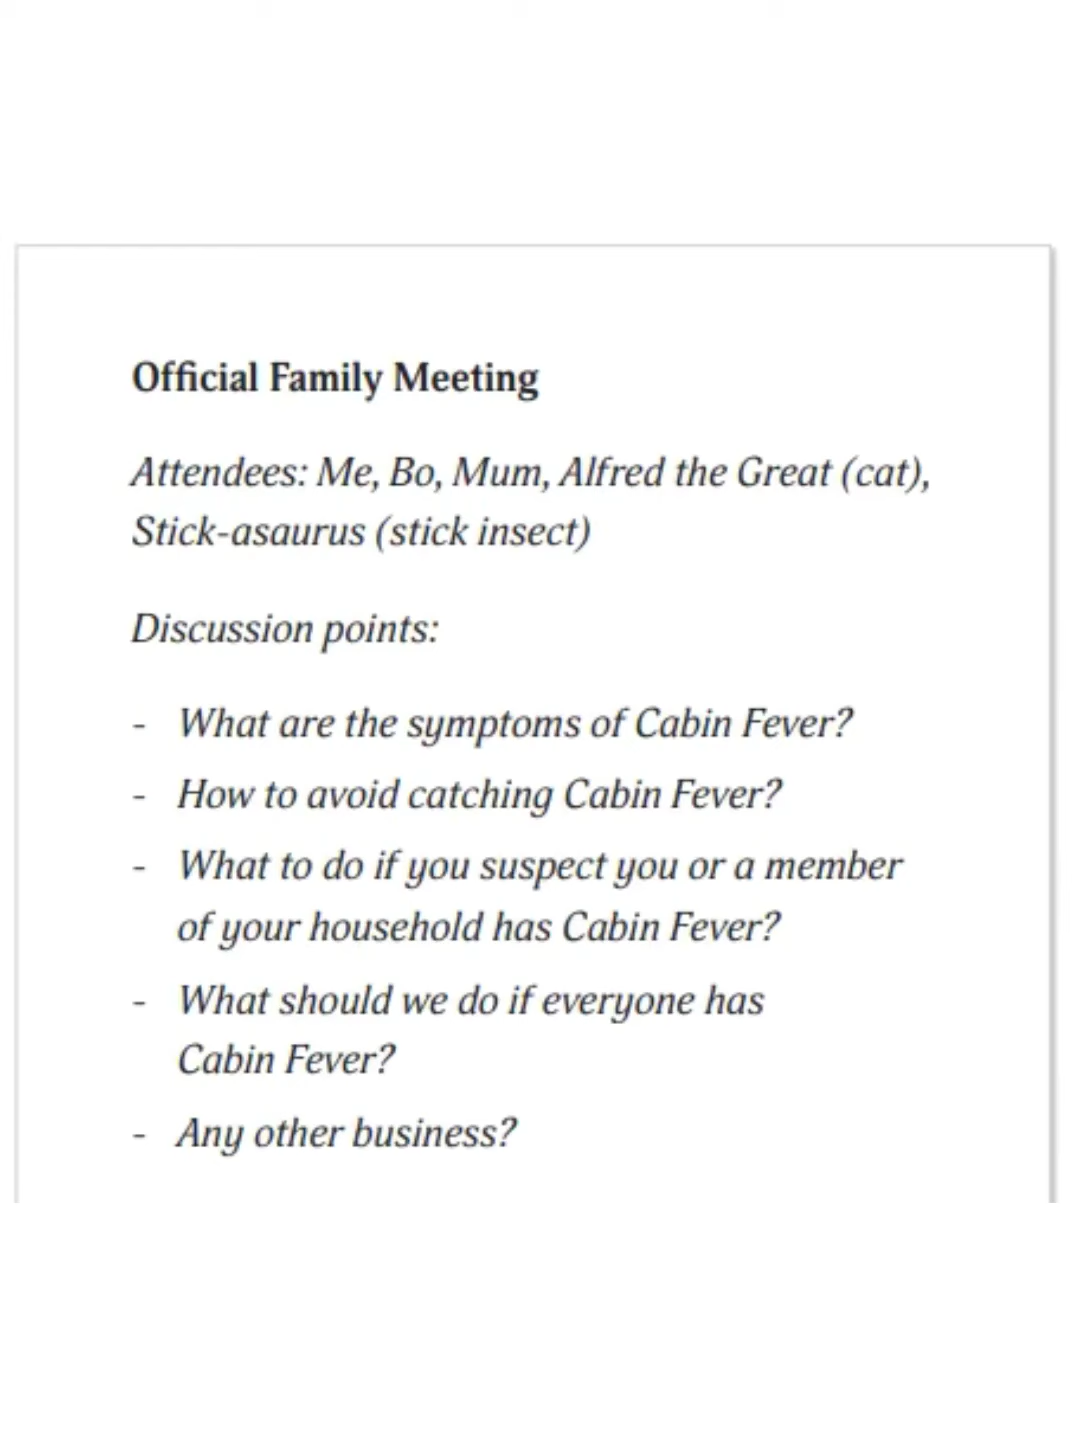 Official Family Meeting
Attendees: Me, Bo, Mum, Alfred the Great (cat),
Stick-asaurus (stick insect)
Discussion points:
- What are the symptoms of Cabin Fever?
- How to avoid catching Cabin Fever?
- What to do if you suspect you or a member
of your household has Cabin Fever?
- What should we do if everyone has
Cabin Fever?
- Any other business?